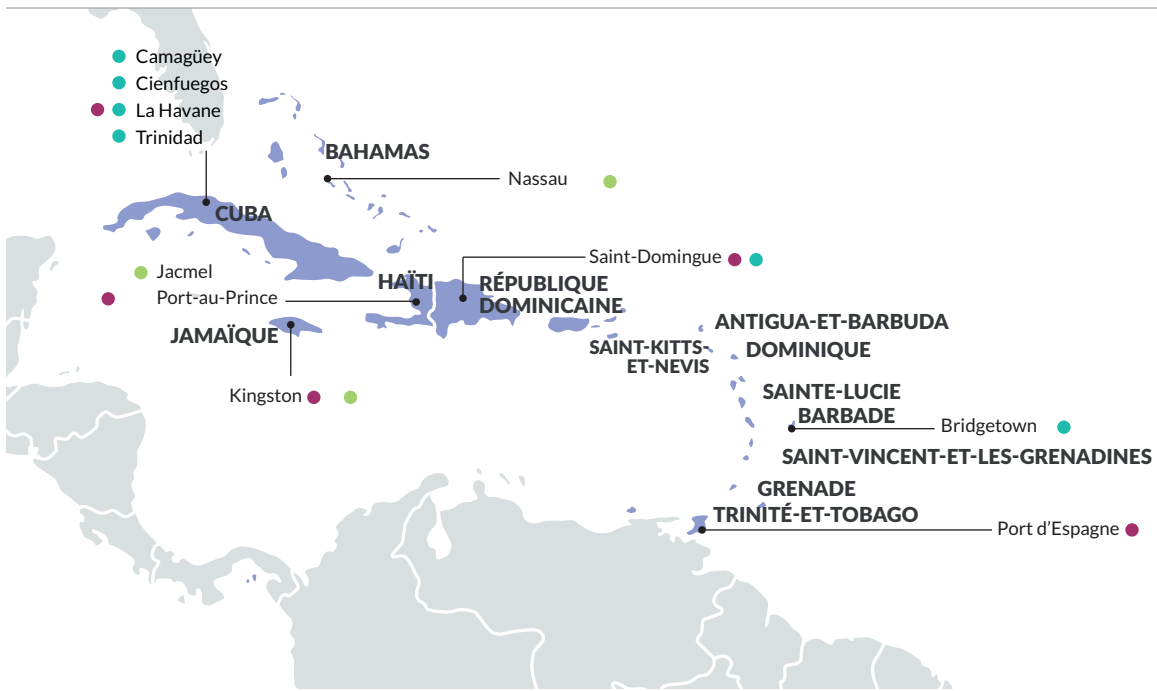 Camagüey
Cienfuegos
La Havane
Trinidad
BAHAMAS
Nassau
CUBA
Saint-Domingue
Jacmel
HAÏTI
RÉPUBLIQUE
DOMINICAINE
Port-au-Prince
JAMAÏQUE
ANTIGUA-ET-BARBUDA
SAINT-KITTS-
ET-NEVIS
DOMINIQUE
Kingston
SAINTE-LUCIE
BARBADE
Bridgetown
SAINT-VINCENT-ET-LES-GRENADINES
GRENADE
TRINITÉ-ET-TOBAGO
Port d'Espagne